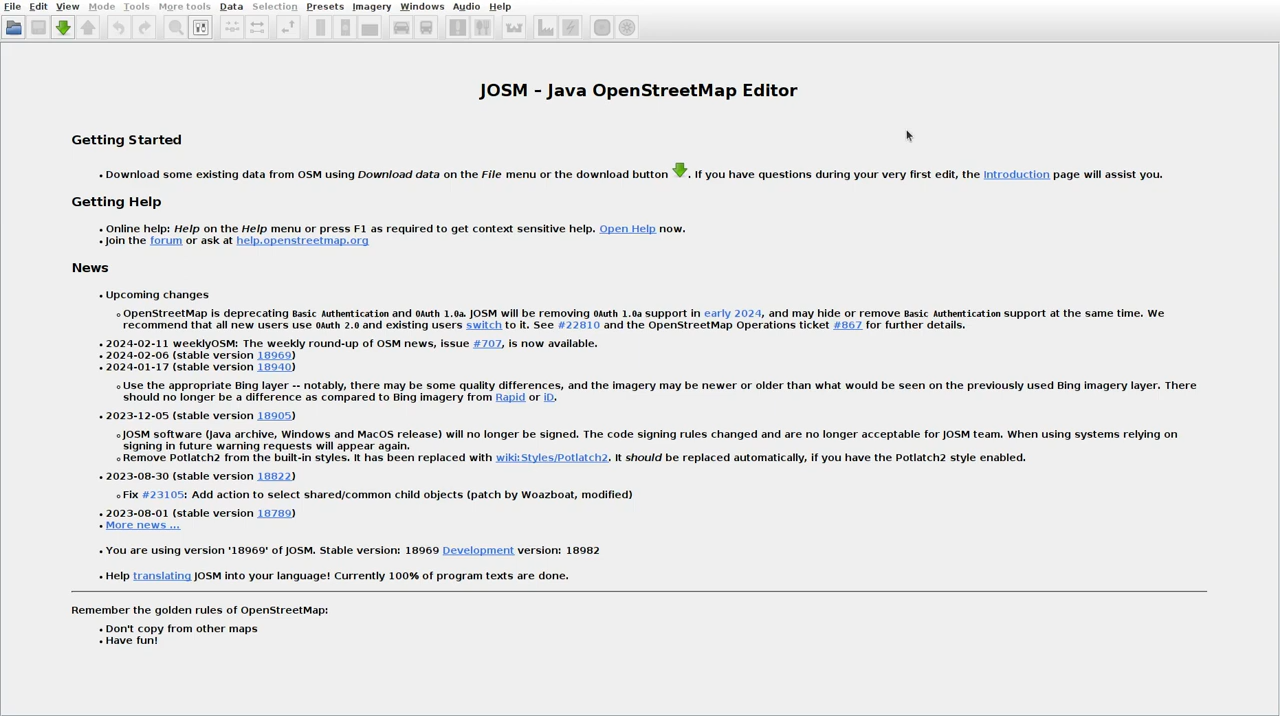 File Edit View Mode Tools More tools Data Selection Presets Imagery Windows Audio Help
JOSM – Java OpenStreetMap Editor
Getting Started
• Download some existing data from OSM using Download data on the File menu or the download button . If you have questions during your very first edit, the Introduction page will assist you.
Getting Help
• Online help: Help on the Help menu or press F1 as required to get context sensitive help. Open Help now.
• Join the forum or ask at help.openstreetmap.org
News
• Upcoming changes
◦ OpenStreetMap is deprecating Basic Authentication and OAuth 1.0a. JOSM will be removing OAuth 1.0a support in early 2024, and may hide or remove Basic Authentication support at the same time. We
recommend that all new users use OAuth 2.0 and existing users switch to it. See #22810 and the OpenStreetMap Operations ticket #867 for further details.
• 2024-02-11 weeklyOSM: The weekly round-up of OSM news, issue #707, is now available.
• 2024-02-06 (stable version 18969)
• 2024-01-17 (stable version 18940)
◦ Use the appropriate Bing layer -- notably, there may be some quality differences, and the imagery may be newer or older than what would be seen on the previously used Bing imagery layer. There
should no longer be a difference as compared to Bing imagery from Rapid or iD.
• 2023-12-05 (stable version 18905)
◦ JOSM software (Java archive, Windows and MacOS release) will no longer be signed. The code signing rules changed and are no longer acceptable for JOSM team. When using systems relying on
signing in future warning requests will appear again.
◦ Remove Potlatch2 from the built-in styles. It has been replaced with wiki:Styles/Potlatch2. It should be replaced automatically, if you have the Potlatch2 style enabled.
• 2023-08-30 (stable version 18822)
◦ Fix #23105: Add action to select shared/common child objects (patch by Woazboat, modified)
• 2023-08-01 (stable version 18789)
• More news ...
• You are using version '18969' of JOSM. Stable version: 18969 Development version: 18982
• Help translating JOSM into your language! Currently 100% of program texts are done.
Remember the golden rules of OpenStreetMap:
• Don't copy from other maps
• Have fun!